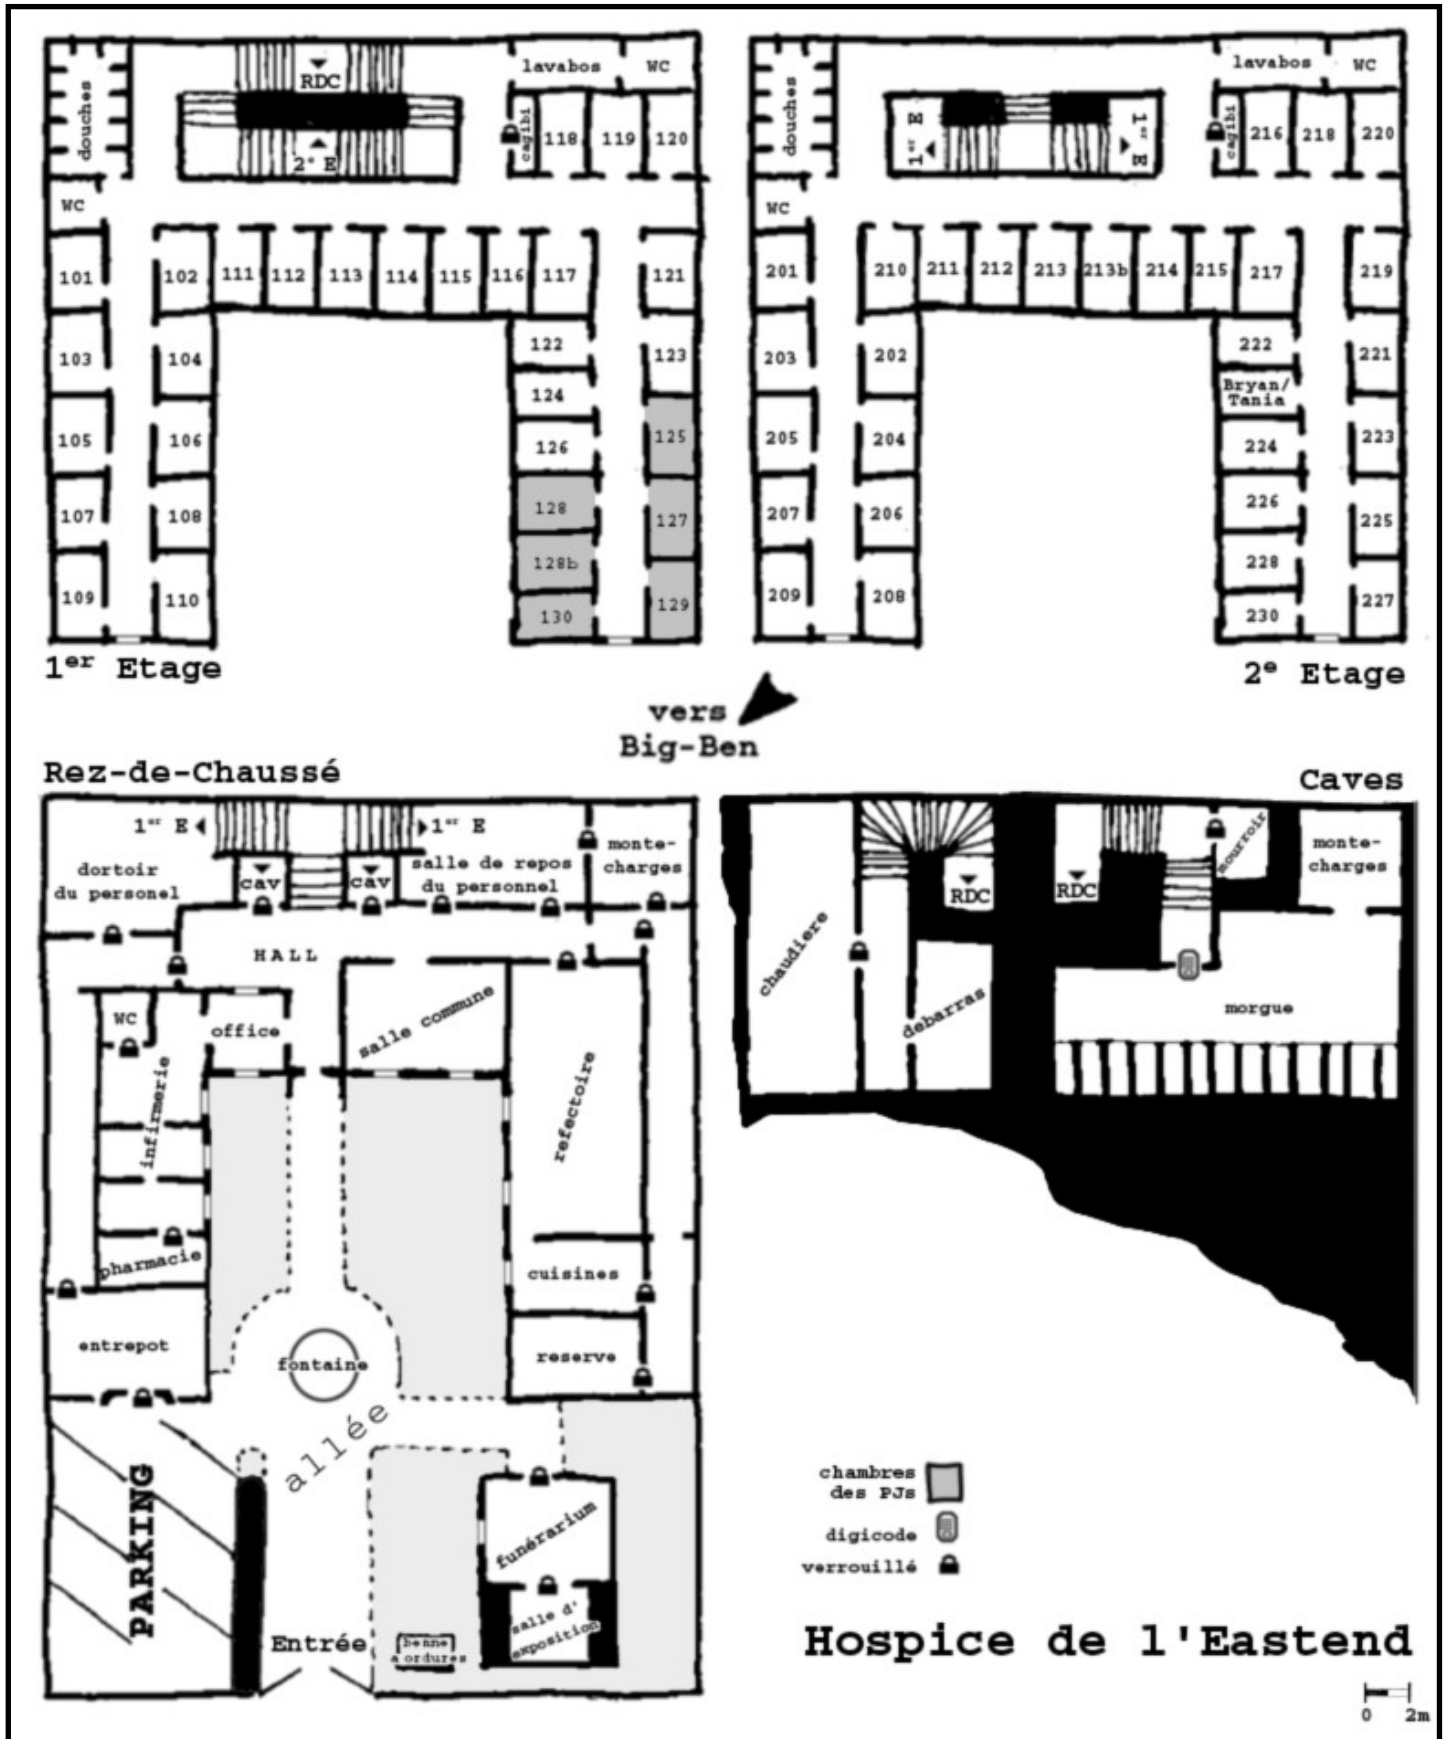 RDC
lavabos
WC
douches
cagibi
118
119
120
2° E
WC
101
102
111
112
113
114
115
116
117
121
103
104
122
123
124
105
106
126
125
107
108
128
127
128b
109
110
130
129
1er Etage
lavabos
WC
douches
1er E
1er E
cagibi
216
218
220
WC
201
210
211
212
213
213b
214
215
217
219
203
202
222
221
Bryan/
Tania
205
204
224
223
207
206
226
225
228
209
208
230
227
2e Etage
vers
Big-Ben
Rez-de-Chaussé
1er E
1er E
dortoir
du personel
cav
cav
salle de repos
du personnel
monte-
charges
HALL
WC
office
salle commune
infirmerie
refectoire
pharmacie
cuisines
entrepot
fontaine
reserve
allée
PARKING
funérarium
salle d'
exposition
Entrée
benne
a ordures
Caves
chaudiere
RDC
RDC
mourroir
monte-
charges
debarras
morgue
chambres
des PJs
digicode
verrouillé
Hospice de l'Eastend
0 2m